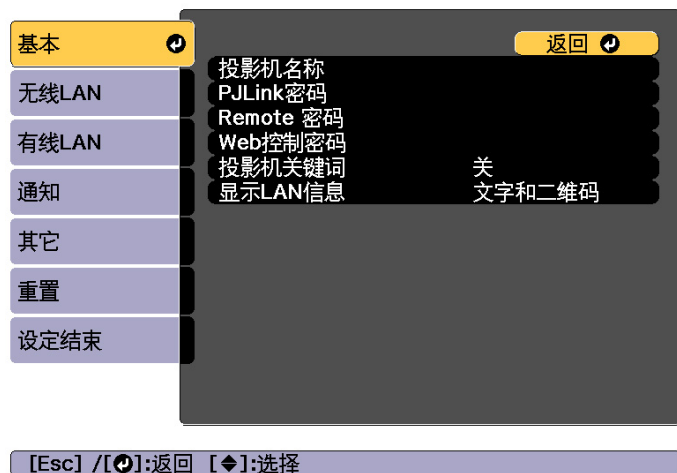 基本
无线LAN
有线LAN
通知
其它
重置
设定结束
返回
投影机名称
PJLink密码
Remote 密码
Web控制密码
投影机关键词 关
显示LAN信息 文字和二维码
[Esc] /[⏎]:返回 [◆]:选择